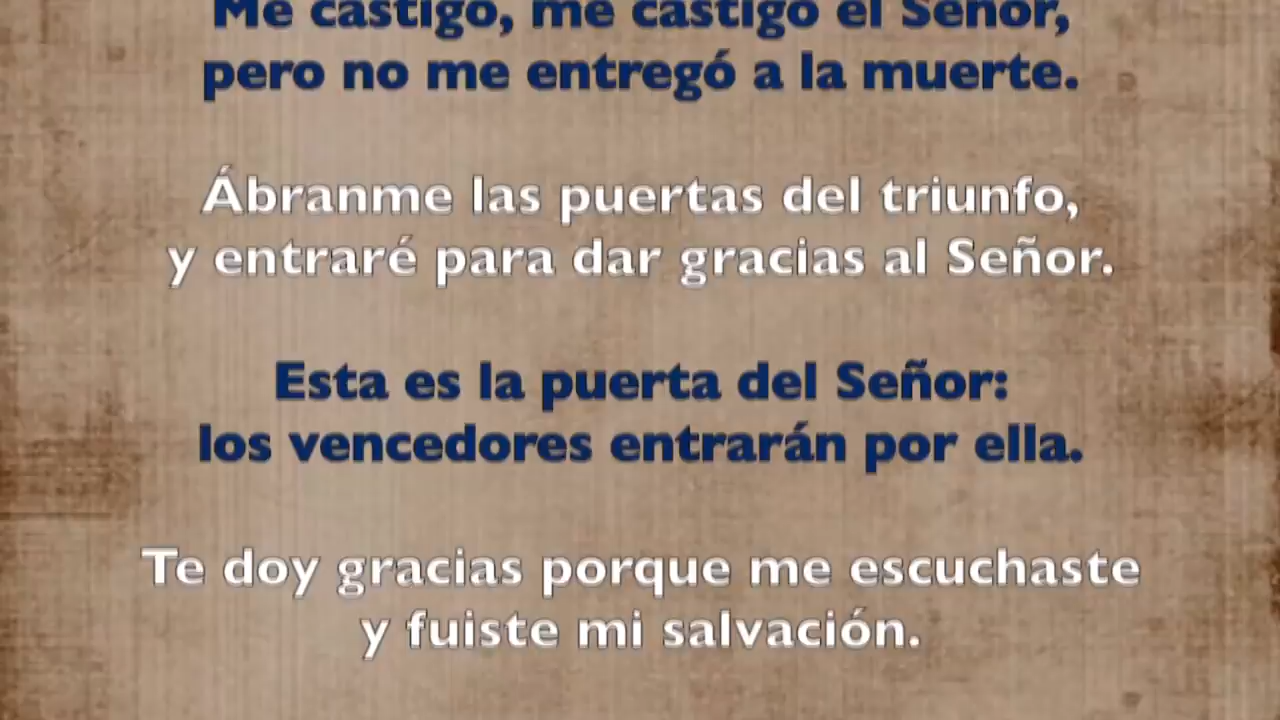 Me castigó, me castigó el Señor,
pero no me entregó a la muerte.
Ábranme las puertas del triunfo,
y entraré para dar gracias al Señor.
Esta es la puerta del Señor:
los vencedores entrarán por ella.
Te doy gracias porque me escuchaste
y fuiste mi salvación.